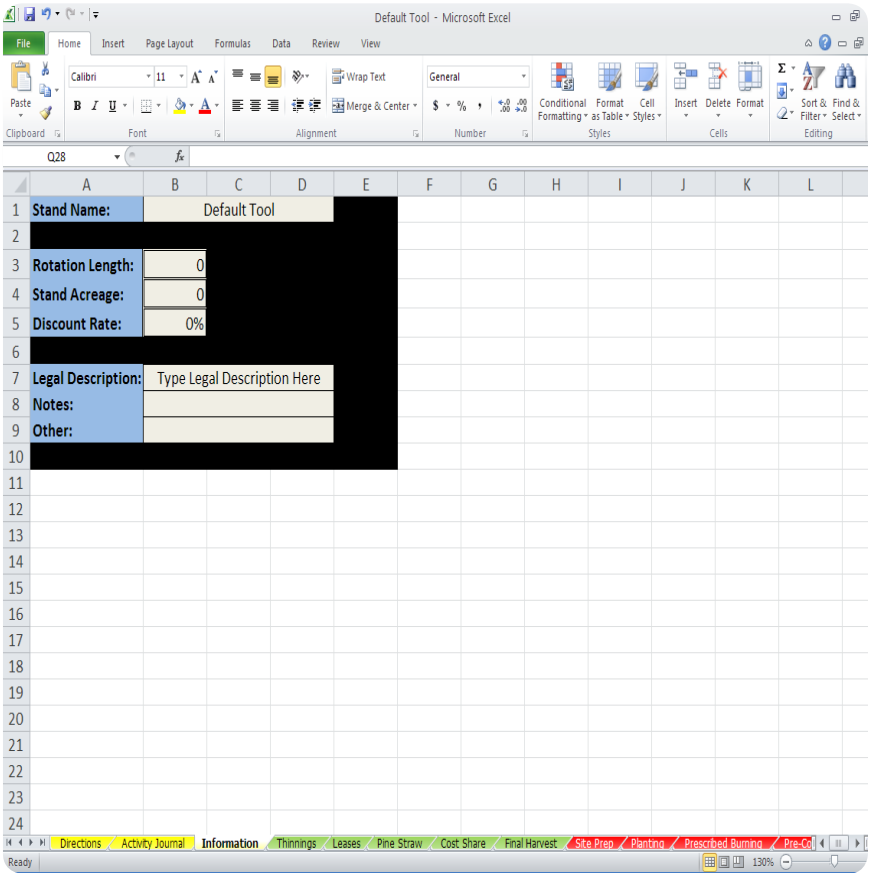 Default Tool - Microsoft Excel
File Home Insert Page Layout Formulas Data Review View
Calibri 11 Wrap Text General Σ
Paste B I U A Merge & Center $ % , Conditional Formatting Format as Table Cell Styles Insert Delete Format Sort & Filter Find & Select
Clipboard Font Alignment Number Styles Cells Editing
Q28 fx
A B C D E F G H I J K L
1 Stand Name: Default Tool
2
3 Rotation Length: 0
4 Stand Acreage: 0
5 Discount Rate: 0%
6
7 Legal Description: Type Legal Description Here
8 Notes:
9 Other:
10
11
12
13
14
15
16
17
18
19
20
21
22
23
24
Directions Activity Journal Information Thinnings Leases Pine Straw Cost Share Final Harvest Site Prep Planting Prescribed Burning Pre-Co
Ready 130%